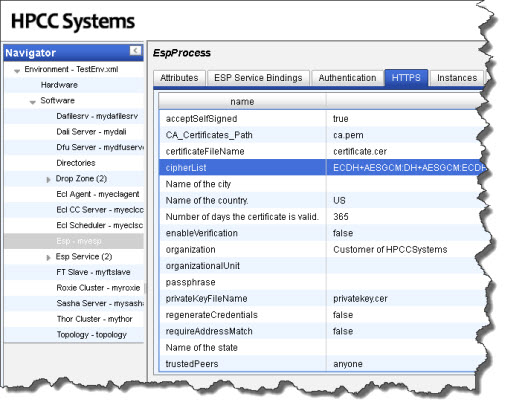 HPCC Systems
Navigator
Environment - TestEnv.xml
Hardware
Software
Dafilesrv - mydafilesrv
Dali Server - mydali
Dfu Server - mydfuserve
Directories
Drop Zone (2)
Ecl Agent - myeclagent
Ecl CC Server - myeclcc
Ecl Scheduler - myeclsc
Esp - myesp
Esp Service (2)
FT Slave - myftslave
Roxie Cluster - myroxie
Sasha Server - mysasha
Thor Cluster - mythor
Topology - topology
EspProcess
Attributes ESP Service Bindings Authentication HTTPS Instances
name
acceptSelfSigned true
CA_Certificates_Path ca.pem
certificateFileName certificate.cer
cipherList ECDH+AESGCM:DH+AESGCM:ECDH
Name of the city
Name of the country. US
Number of days the certificate is valid. 365
enableVerification false
organization Customer of HPCCSystems
organizationalUnit
passphrase
privateKeyFileName privatekey.cer
regenerateCredentials false
requireAddressMatch false
Name of the state
trustedPeers anyone